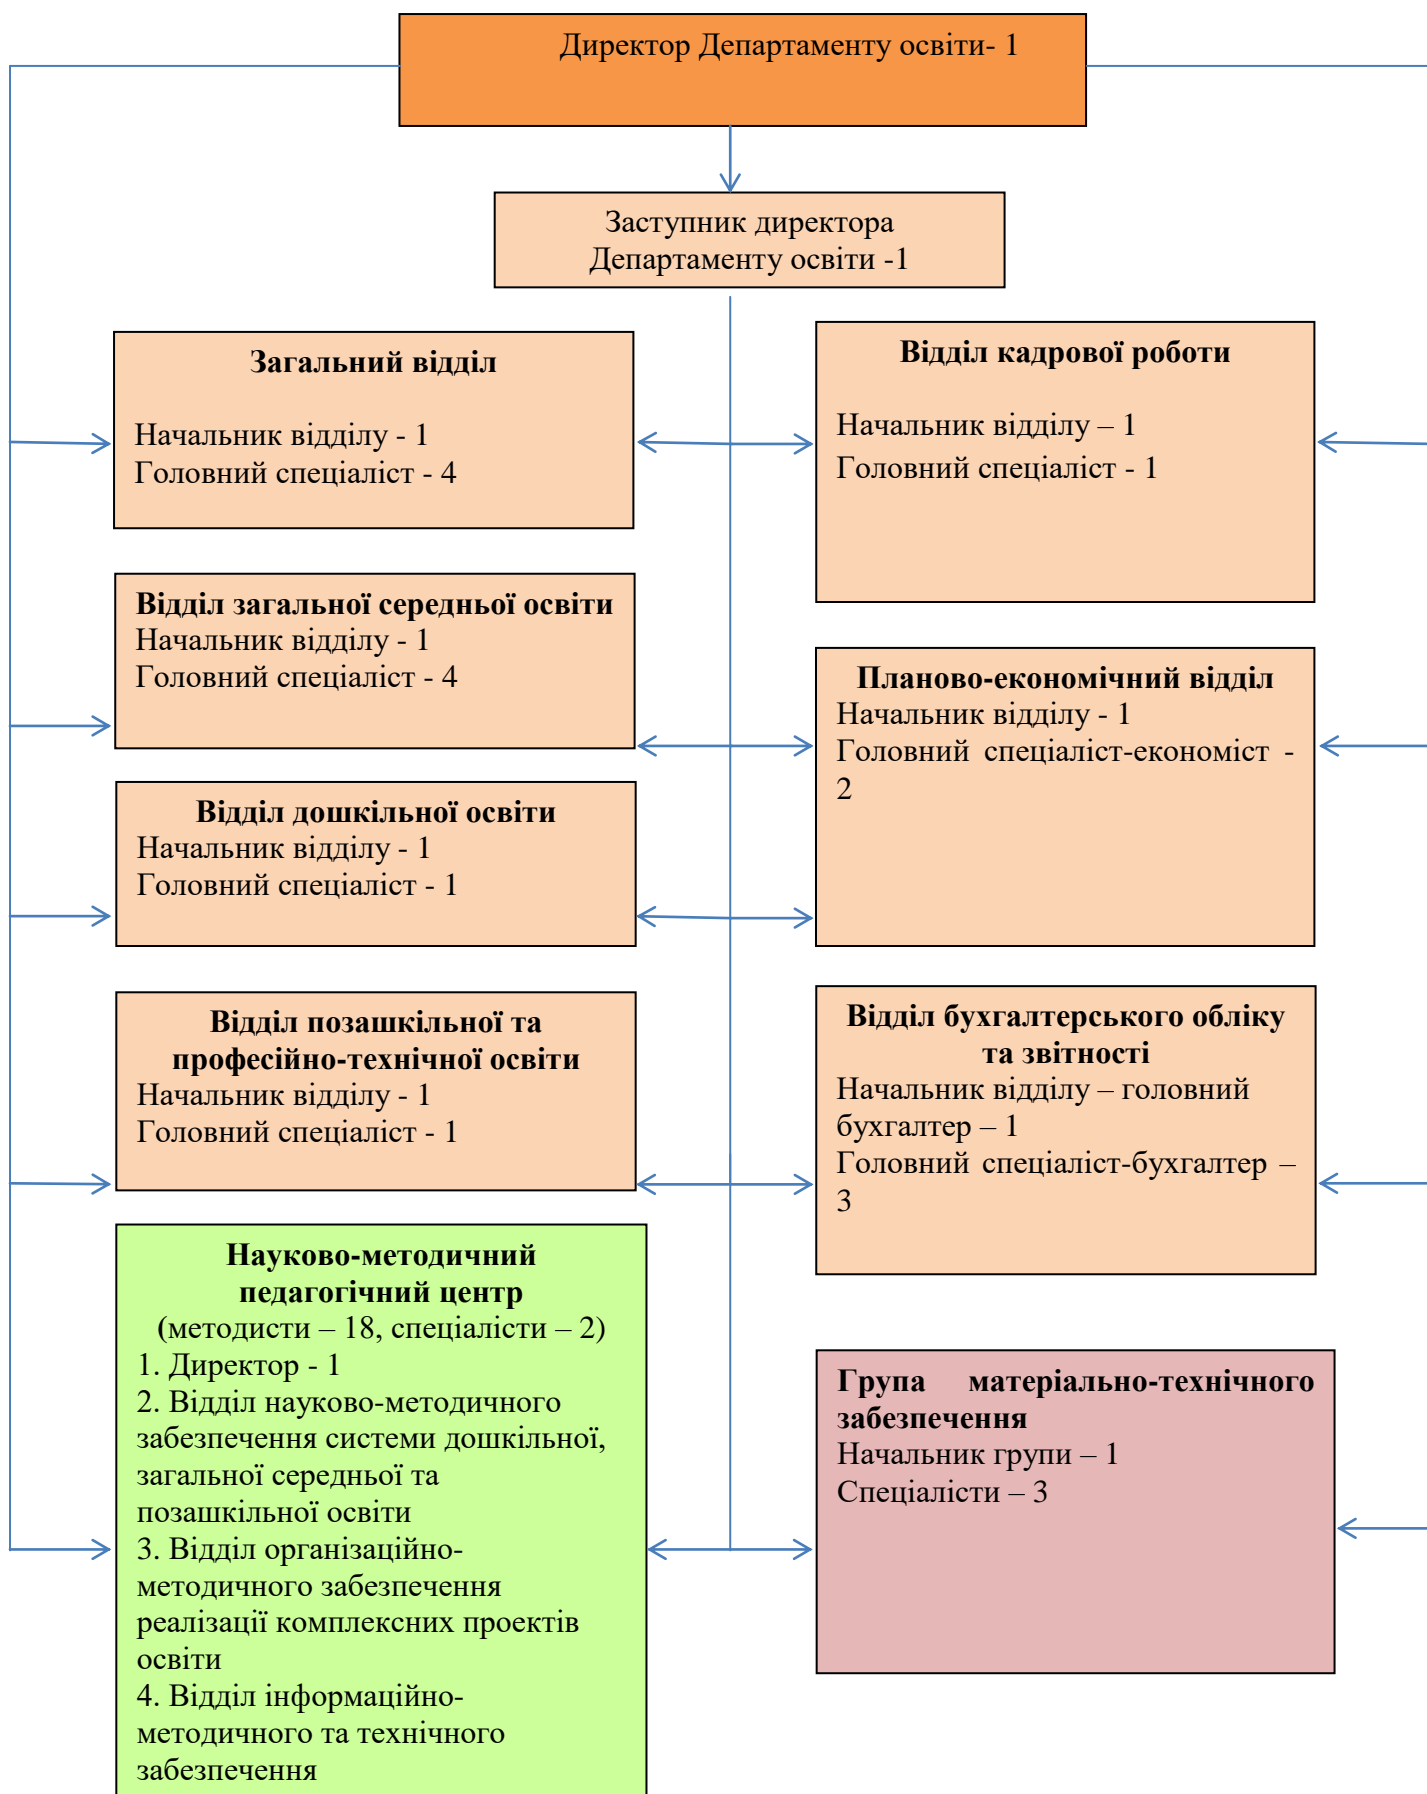 Директор Департаменту освіти- 1
Заступник директора
Департаменту освіти -1
Загальний відділ
Начальник відділу - 1
Головний спеціаліст - 4
Відділ кадрової роботи
Начальник відділу – 1
Головний спеціаліст - 1
Відділ загальної середньої освіти
Начальник відділу - 1
Головний спеціаліст - 4
Планово-економічний відділ
Начальник відділу - 1
Головний спеціаліст-економіст -
2
Відділ дошкільної освіти
Начальник відділу - 1
Головний спеціаліст - 1
Відділ позашкільної та
професійно-технічної освіти
Начальник відділу - 1
Головний спеціаліст - 1
Відділ бухгалтерського обліку
та звітності
Начальник відділу – головний
бухгалтер – 1
Головний спеціаліст-бухгалтер –
3
Науково-методичний
педагогічний центр
(методисти – 18, спеціалісти – 2)
1. Директор - 1
2. Відділ науково-методичного
забезпечення системи дошкільної,
загальної середньої та
позашкільної освіти
3. Відділ організаційно-
методичного забезпечення
реалізації комплексних проектів
освіти
4. Відділ інформаційно-
методичного та технічного
забезпечення
Група матеріально-технічного
забезпечення
Начальник групи – 1
Спеціалісти – 3